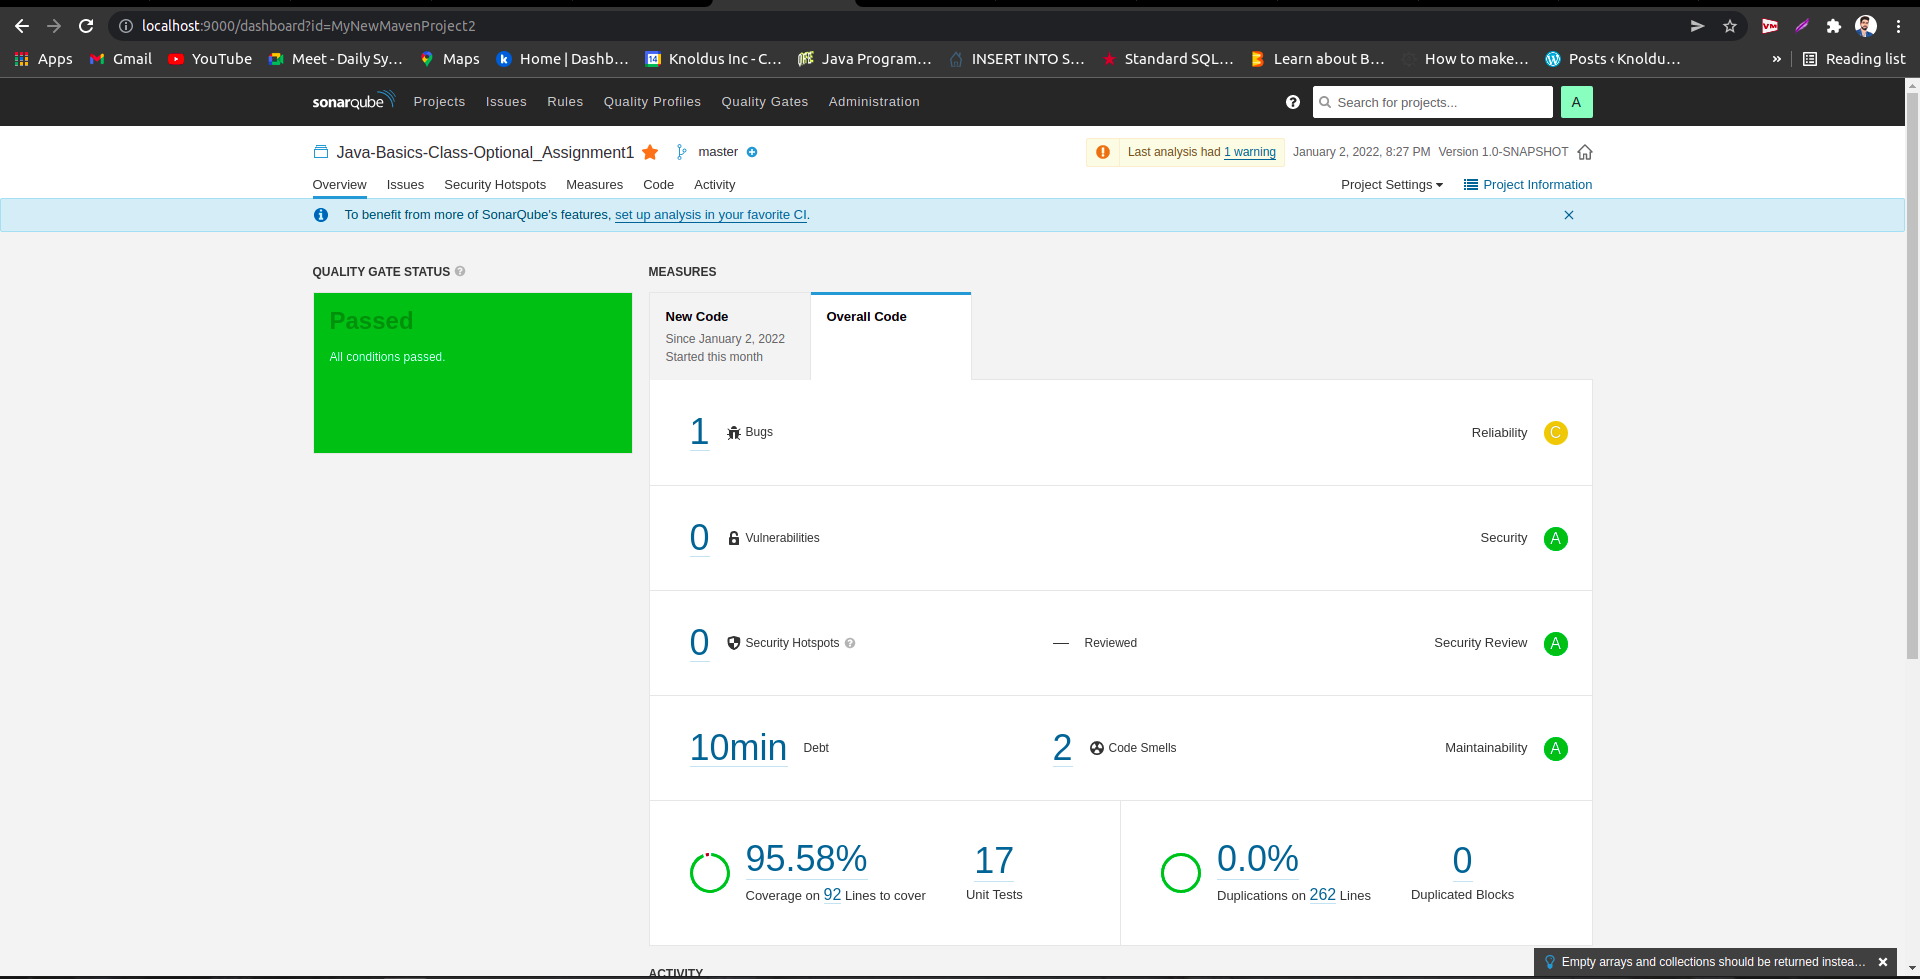 localhost:9000/dashboard?id=MyNewMavenProject2
Apps Gmail YouTube Meet - Daily Sy... Maps Home | Dashb... Knoldus Inc - C... Java Program... INSERT INTO S... Standard SQL... Learn about B... How to make... Posts ‹ Knoldu... » Reading list
sonarqube Projects Issues Rules Quality Profiles Quality Gates Administration ? Search for projects... A
Java-Basics-Class-Optional_Assignment1 master Last analysis had 1 warning January 2, 2022, 8:27 PM Version 1.0-SNAPSHOT
Overview Issues Security Hotspots Measures Code Activity Project Settings Project Information
To benefit from more of SonarQube's features, set up analysis in your favorite CI.
QUALITY GATE STATUS ? MEASURES
Passed
All conditions passed.
New Code
Since January 2, 2022
Started this month
Overall Code
1 Bugs Reliability C
0 Vulnerabilities Security A
0 Security Hotspots ? — Reviewed Security Review A
10min Debt 2 Code Smells Maintainability A
95.58% 17 0.0% 0
Coverage on 92 Lines to cover Unit Tests Duplications on 262 Lines Duplicated Blocks
Empty arrays and collections should be returned instea...
ACTIVITY